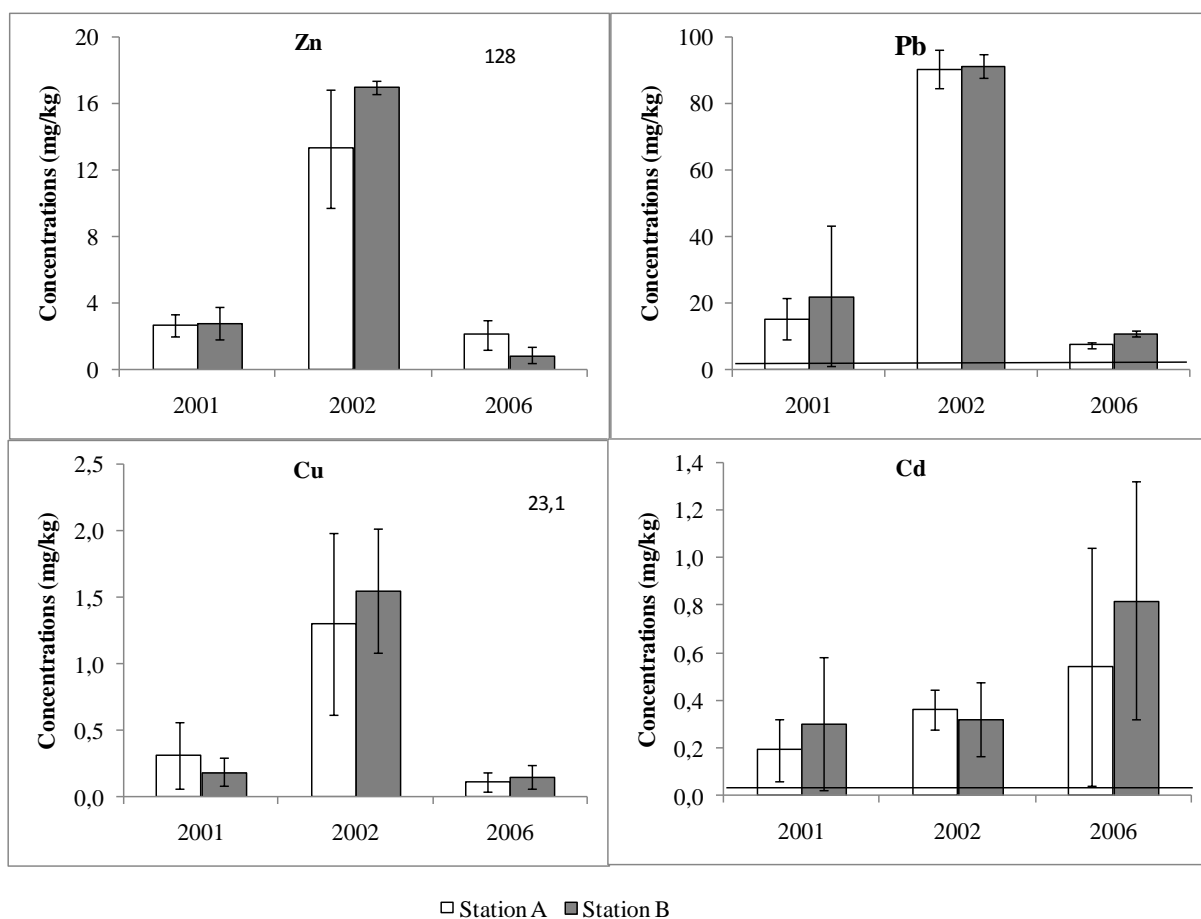 Zn
128
Concentrations (mg/kg)
20
16
12
8
4
0
2001 2002 2006
Pb
Concentrations (mg/kg)
100
80
60
40
20
0
2001 2002 2006
Cu
23,1
Concentrations (mg/kg)
2,5
2,0
1,5
1,0
0,5
0,0
2001 2002 2006
Cd
Concentrations (mg/kg)
1,4
1,2
1,0
0,8
0,6
0,4
0,2
0,0
2001 2002 2006
Station A Station B